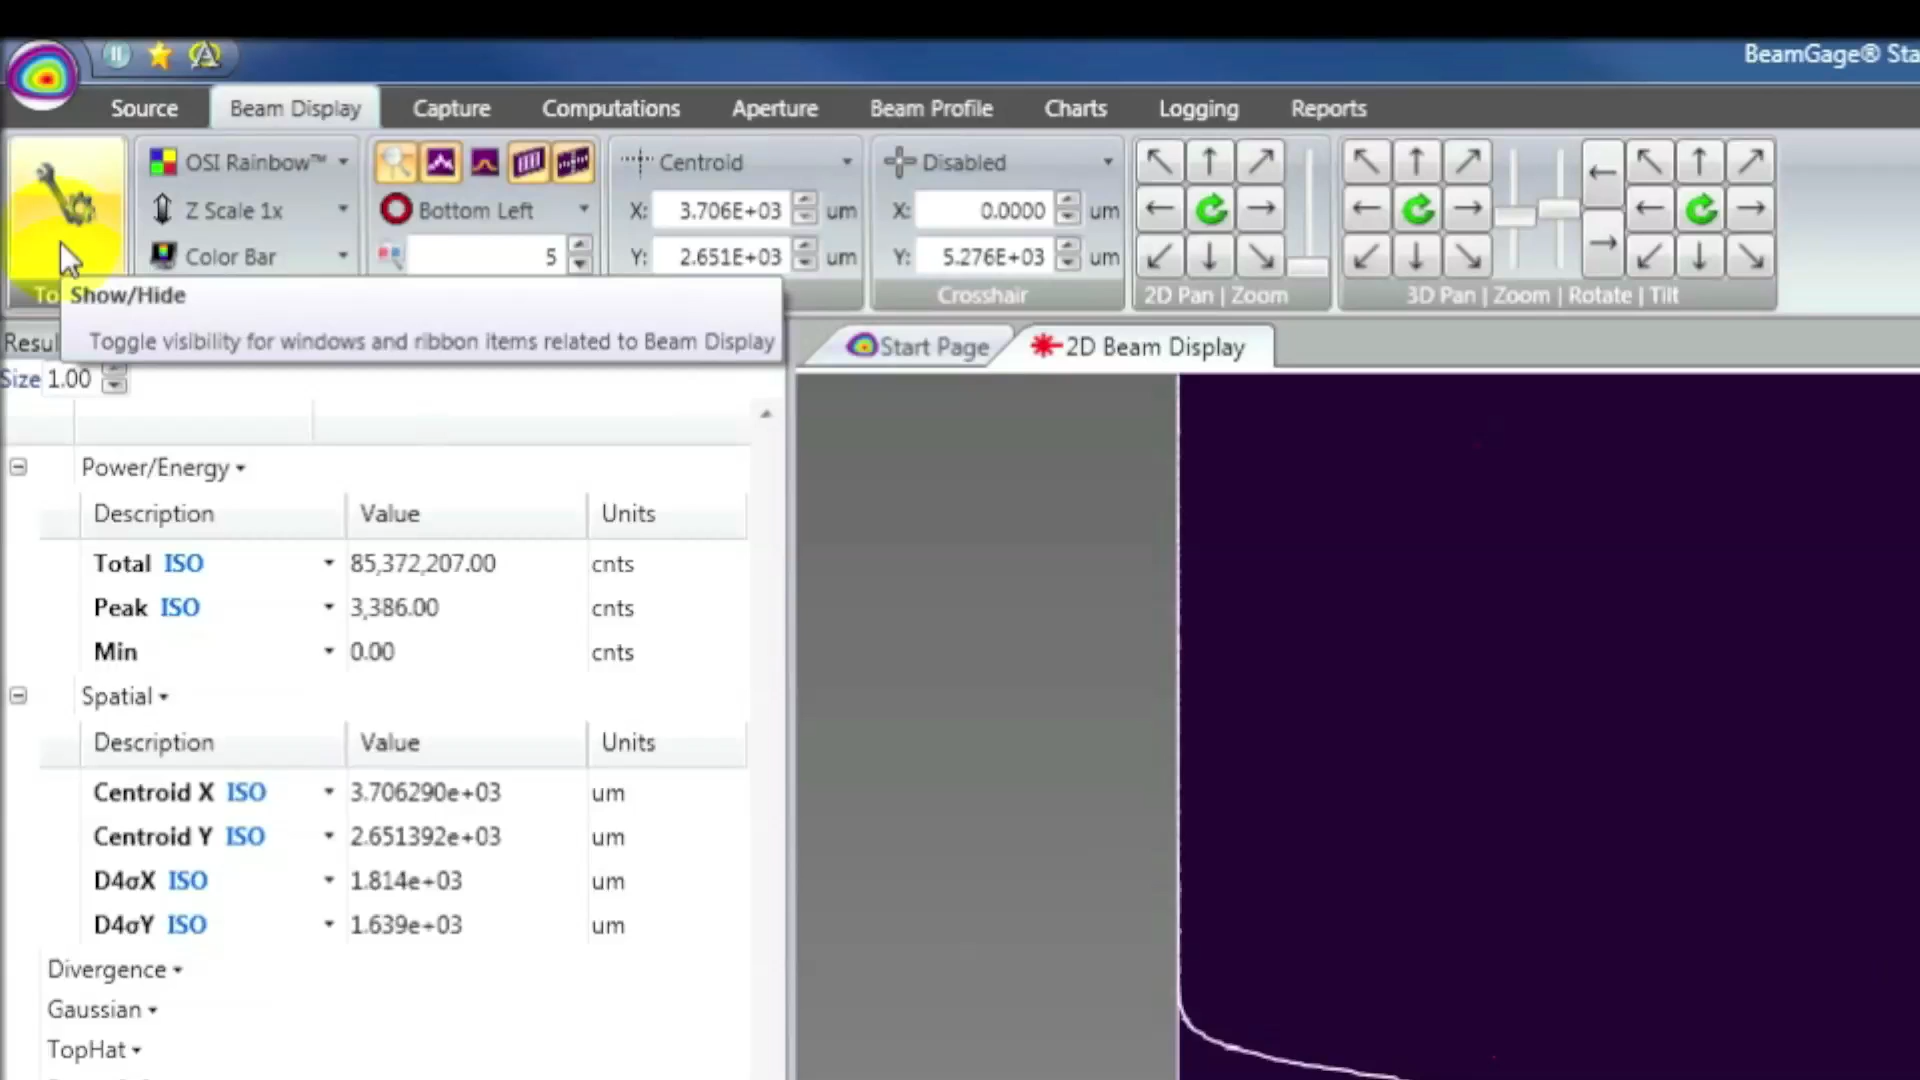 BeamGage® Sta
Source Beam Display Capture Computations Aperture Beam Profile Charts Logging Reports
OSI Rainbow™ Centroid Disabled
Z Scale 1x Bottom Left X: 3.706E+03 um X: 0.0000 um
Color Bar 5 Y: 2.651E+03 um Y: 5.276E+03 um
To Crosshair 2D Pan | Zoom 3D Pan | Zoom | Rotate | Tilt
Show/Hide
Toggle visibility for windows and ribbon items related to Beam Display
Resul Start Page 2D Beam Display
Size 1.00
Power/Energy
Description Value Units
Total ISO 85,372,207.00 cnts
Peak ISO 3,386.00 cnts
Min 0.00 cnts
Spatial
Description Value Units
Centroid X ISO 3.706290e+03 um
Centroid Y ISO 2.651392e+03 um
D4σX ISO 1.814e+03 um
D4σY ISO 1.639e+03 um
Divergence
Gaussian
TopHat